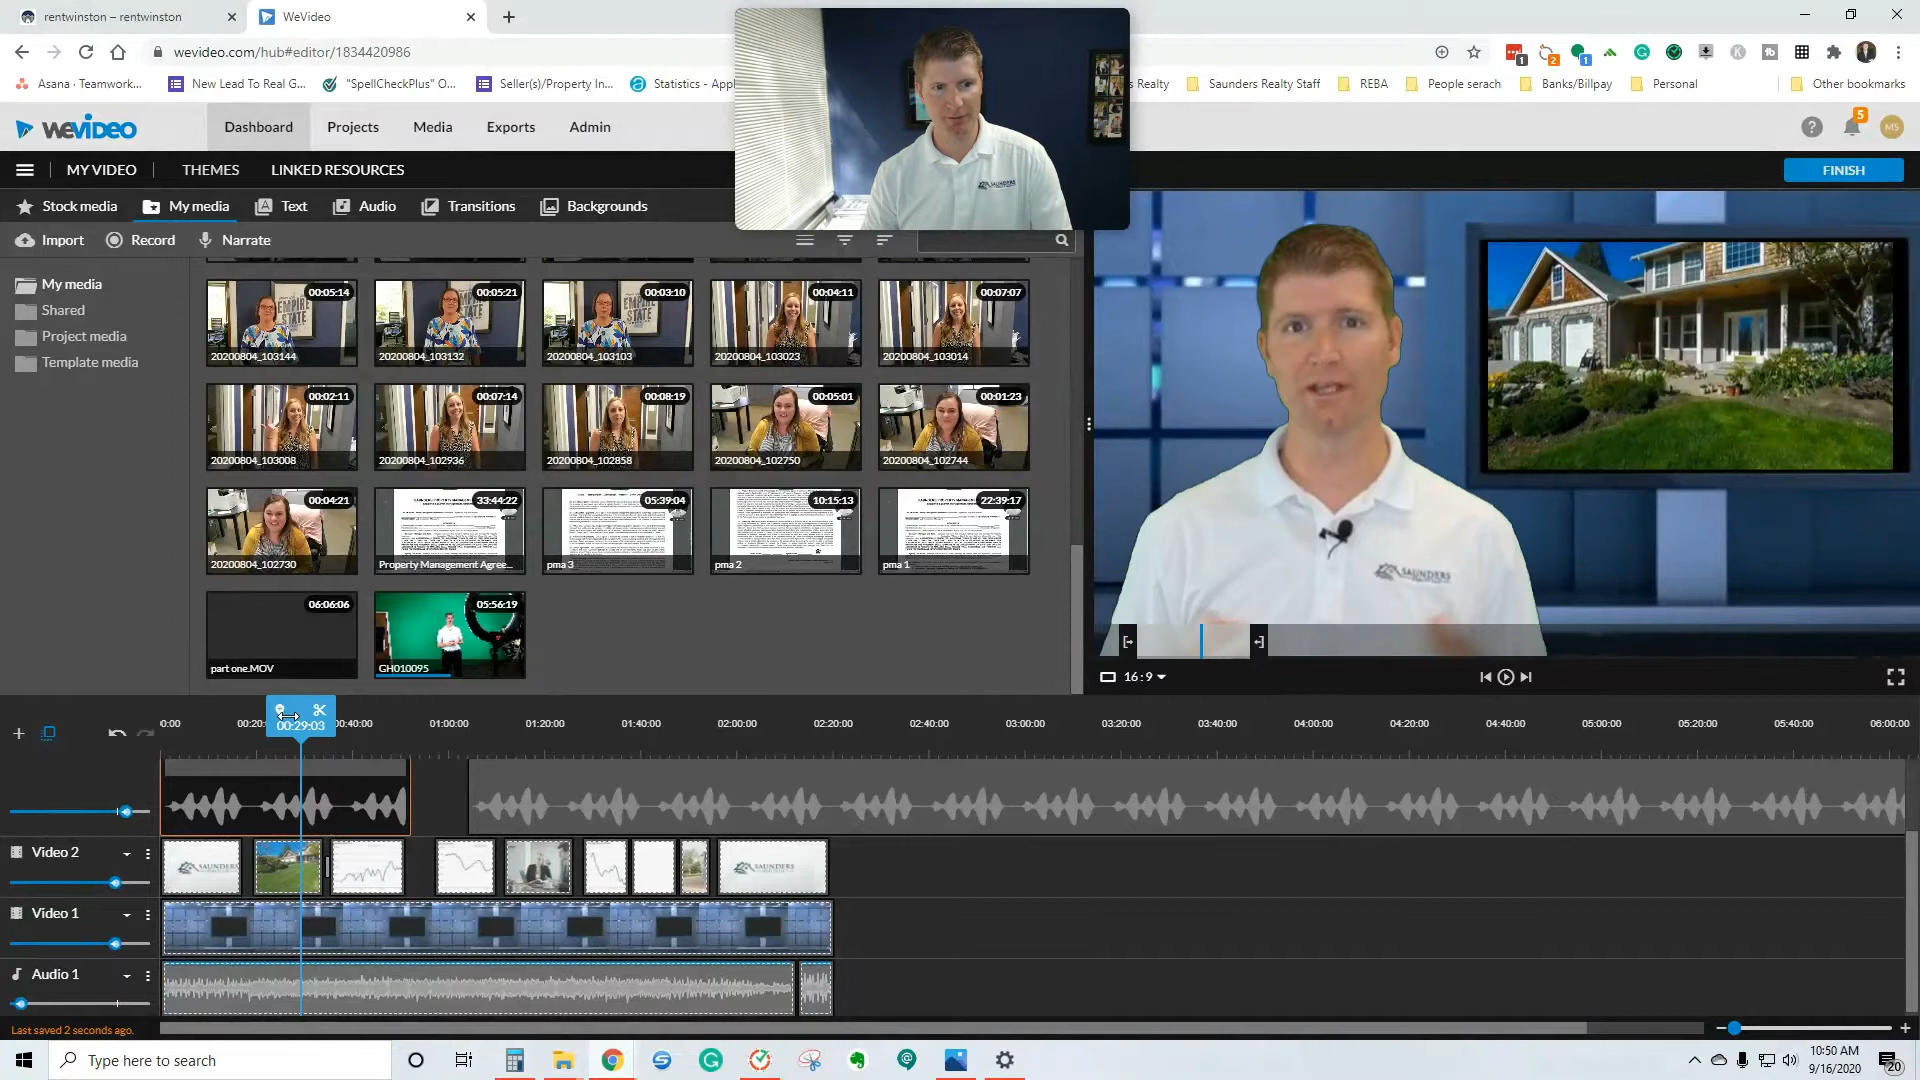 rentwinston – rentwinston
WeVideo
wevideo.com/hub#editor/1834420986
Asana · Teamwork...
New Lead To Real G...
"SpellCheckPlus" O...
Seller(s)/Property In...
Statistics - App
s Realty
Saunders Realty Staff
REBA
People serach
Banks/Billpay
Personal
Other bookmarks
WEVIDEO
Dashboard
Projects
Media
Exports
Admin
5
MS
MY VIDEO
THEMES
LINKED RESOURCES
FINISH
Stock media
My media
Text
Audio
Transitions
Backgrounds
Import
Record
Narrate
My media
Shared
Project media
Template media
00:05:14
20200804_103144
00:05:21
20200804_103132
00:03:10
20200804_103103
00:04:11
20200804_103023
00:07:07
20200804_103014
00:02:11
20200804_103008
00:07:14
20200804_102936
00:08:19
20200804_102858
00:05:01
20200804_102750
00:01:23
20200804_102744
00:04:21
20200804_102730
33:44:22
Property Management Agree...
05:39:04
pma 3
10:15:13
pma 2
22:39:17
pma 1
06:06:06
part one.MOV
05:56:19
GH010095
SAUNDERS
SAUNDERS
16:9
00:29:03
0:00
00:20:
00:40:00
01:00:00
01:20:00
01:40:00
02:00:00
02:20:00
02:40:00
03:00:00
03:20:00
03:40:00
04:00:00
04:20:00
04:40:00
05:00:00
05:20:00
05:40:00
06:00:00
Video 2
SAUNDERS
SAUNDERS
Video 1
Audio 1
Last saved 2 seconds ago.
Type here to search
10:50 AM
9/16/2020
20